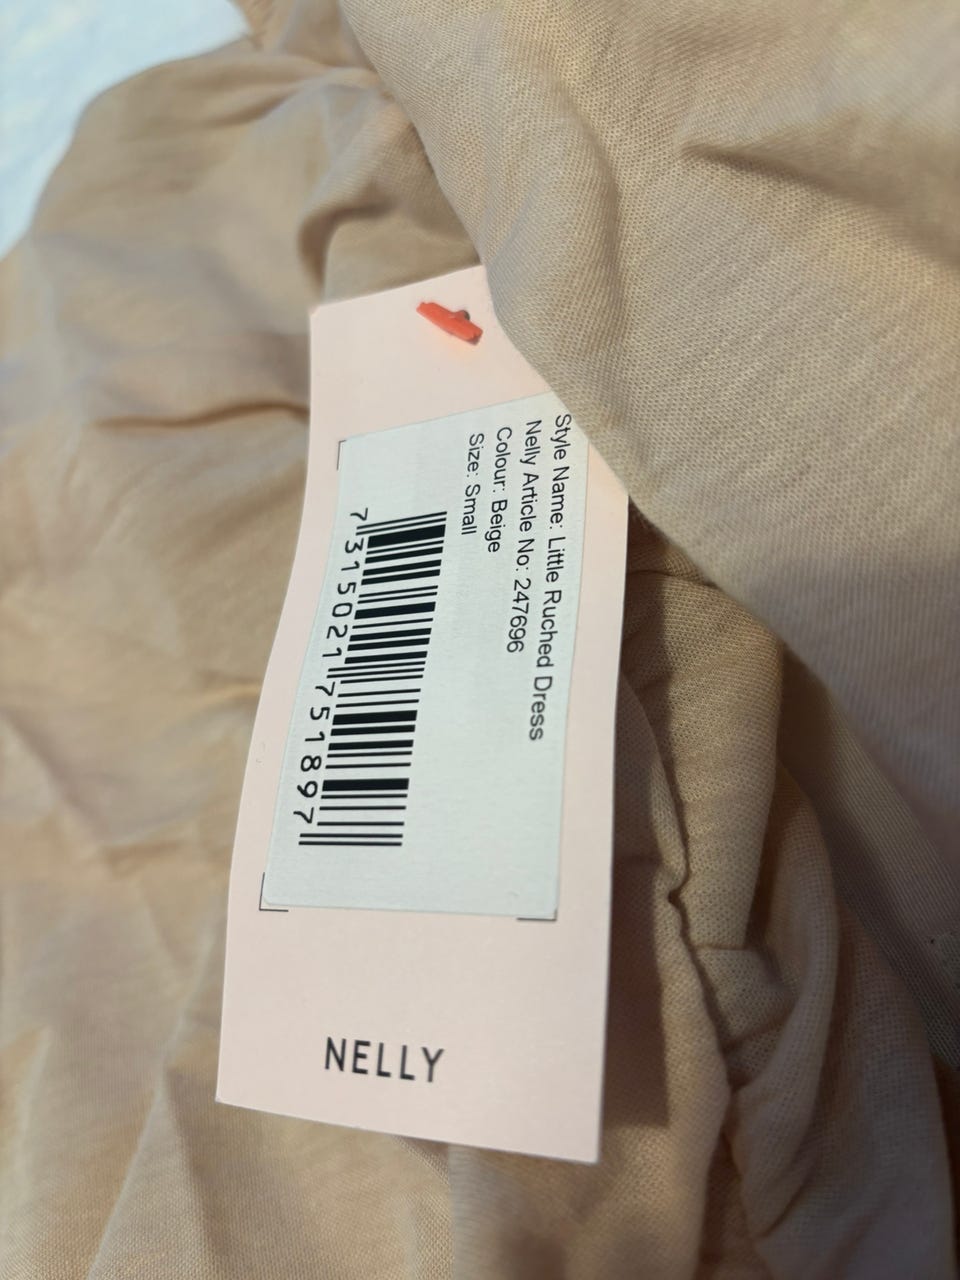 Style Name: Little Ruched Dress
Nelly Article No: 247696
Colour: Beige
Size: Small
7 315021 751897
NELLY